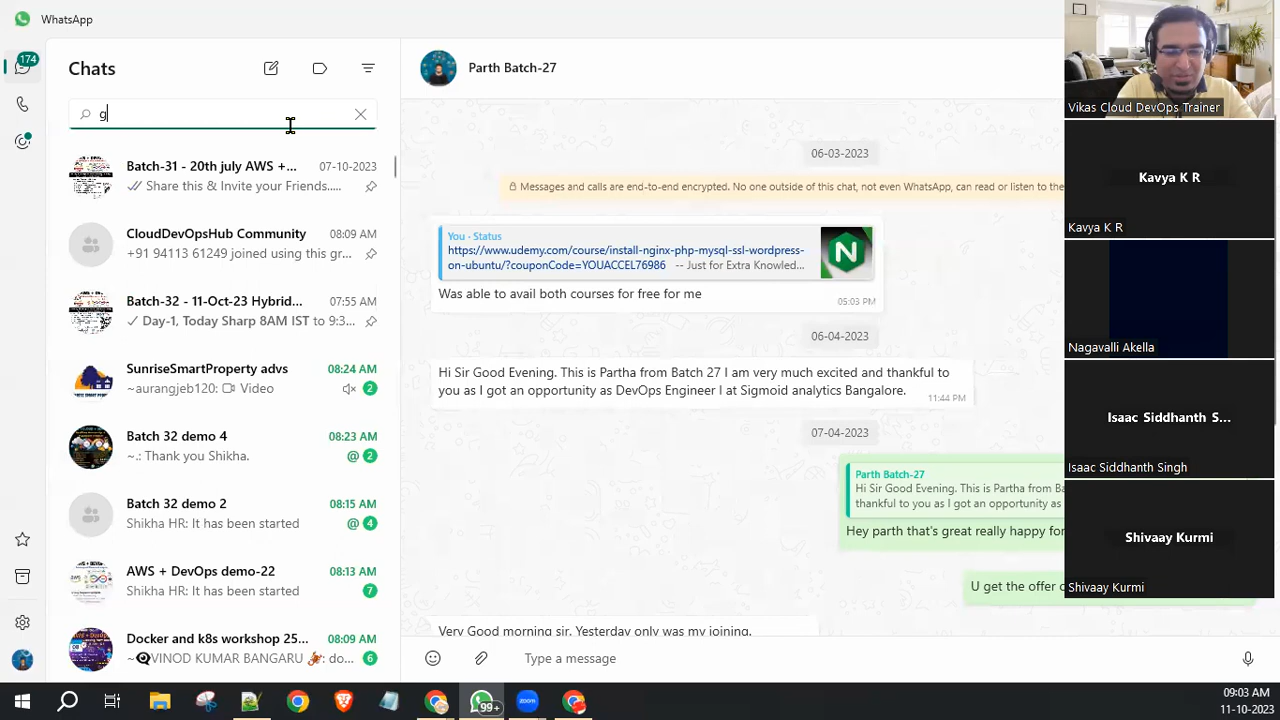 WhatsApp
174
Chats
g
Batch-31 - 20th july AWS +...
07-10-2023
Share this & Invite your Friends.....
CloudDevOpsHub Community
08:09 AM
+91 94113 61249 joined using this gr...
Batch-32 - 11-Oct-23 Hybrid...
07:55 AM
Day-1, Today Sharp 8AM IST to 9:3...
SunriseSmartProperty advs
08:24 AM
~aurangjeb120: Video
2
Batch 32 demo 4
08:23 AM
~.: Thank you Shikha.
@ 2
Batch 32 demo 2
08:15 AM
Shikha HR: It has been started
@ 4
AWS + DevOps demo-22
08:13 AM
Shikha HR: It has been started
7
Docker and k8s workshop 25...
08:09 AM
~👁‍🗨VINOD KUMAR BANGARU 🦂: do...
6
Parth Batch-27
06-03-2023
Messages and calls are end-to-end encrypted. No one outside of this chat, not even WhatsApp, can read or listen to the
You · Status
https://www.udemy.com/course/install-nginx-php-mysql-ssl-wordpress-
on-ubuntu/?couponCode=YOUACCEL76986 -- Just for Extra Knowled...
N
Was able to avail both courses for free for me
05:03 PM
06-04-2023
Hi Sir Good Evening. This is Partha from Batch 27 I am very much excited and thankful to
you as I got an opportunity as DevOps Engineer I at Sigmoid analytics Bangalore.
11:44 PM
07-04-2023
Parth Batch-27
Hi Sir Good Evening. This is Partha from Ba
thankful to you as I got an opportunity as
Hey parth that's great really happy for
U get the offer
Very Good morning sir. Yesterday only was my joining.
Type a message
Vikas Cloud DevOps Trainer
Kavya K R
Kavya K R
Nagavalli Akella
Isaac Siddhanth S...
Isaac Siddhanth Singh
Shivaay Kurmi
Shivaay Kurmi
99+
zoom
09:03 AM
11-10-2023